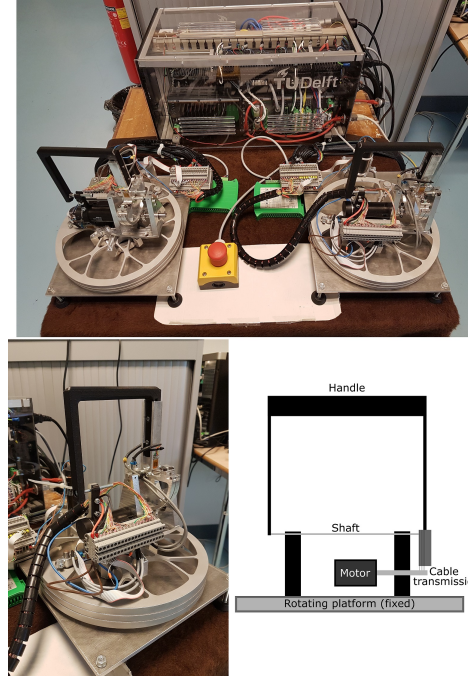 TUDelft
Handle
Shaft
Motor
Cable
transmissi
Rotating platform (fixed)